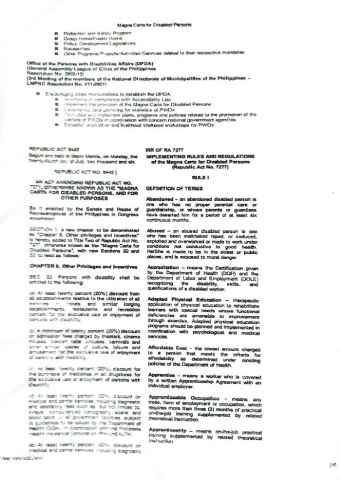 Magna Carta for Disabled Persons
Protection and Safety Program
Group Home/Foster Home
Policy Development/Legislations
Researches
Other Programs/Projects/Activities/Services related to their respective mandates
Office of the Persons with Disabilities Affairs (OPDA)
(General Assembly League of Cities of the Philippines
Resolution No.
(3rd Meeting of the members of the National Directorate of Municipalities of the Philippines –
LMPND Resolution No. 011-2001)
Encouraging cities/municipalities to establish the OPDA
Monitoring of compliance with Accessibility Law
Implement the provision of the Magna Carta for Disabled Persons
data gathering for statistics of PWDs
Formulate and implement plans, programs and policies related to the promotion of the
welfare of PWDs in coordination with concern national government agencies.
Establish production and livelihood sheltered workshops for PWDs
REPUBLIC ACT 9442
Begun and held in Metro Manila, on Monday, the
twenty-fourth day of July, two thousand and six.
[ REPUBLIC ACT NO. 9442 ]
AN ACT AMENDING REPUBLIC ACT NO.
7277, OTHERWISE KNOWN AS THE "MAGNA
CARTA FOR DISABLED PERSONS, AND FOR
OTHER PURPOSES
Be it enacted by the Senate and House of
Representatives of the Philippines in Congress
assembled:
SECTION 1. A new chapter, to be denominated
as "Chapter 8. Other privileges and Incentives"
is hereby added to Title Two of Republic Act No.
7277, otherwise known as the "Magna Carta for
Disabled Persons", with new Sections 32 and
33, to read as follows:
CHAPTER 8. Other Privileges and Incentives
SEC. 32. Persons with disability shall be
entitled to the following:
(a) At least twenty percent (20%) discount from
all establishments relative to the utilization of all
services in hotels and similar lodging
establishments; restaurants and recreation
centers for the exclusive use or enjoyment of
persons with disability;
(b) A minimum of twenty percent (20%) discount
on admission fees charged by theaters, cinema
houses, concert halls, circuses, carnivals and
other similar places of culture, leisure and
amusement for the exclusive use of enjoyment
of persons with disability;
(c) At least twenty percent (20%) discount for
the purchase of medicines in all drugstores for
the exclusive use or enjoyment of persons with
disability;
(d) At least twenty percent (20%) discount on
medical and dental services including diagnostic
and laboratory fees such as, but not limited to,
x-rays, computerized tomography scans and
blood tests, in all government facilities, subject
to guidelines to be issued by the Department of
Health (DOH), in coordination with the Philippine
Health Insurance Corporation (PHILHEALTH);
(e) At least twenty percent (20%) discount on
medical and dental services including diagnostic
IRR OF RA 7277
IMPLEMENTING RULES AND REGULATIONS
of the Magna Carta for Disabled Persons
(Republic Act No. 7277)
RULE I
DEFINITION OF TERMS
Abandoned – an abandoned disabled person is
one who has no proper parental care or
guardianship, or whose parents or guardians
have deserted him for a period of at least six
continuous months.
Abused – an abused disabled person is one
who has been maltreated raped, or seduced,
exploited and overworked or made to work under
conditions not conducive to good health.
He/she is made to be in the street or public
places, and is exposed to moral danger.
Accreditation – means the Certification given
by the Department of Health (DOH) and the
Department of Labor and Employment (DOLE)
recognizing the disability, skills, and
qualifications of a disabled worker.
Adapted Physical Education – therapeutic
application of physical education to rehabilitate
learners with special needs whose functional
deficiencies are amenable to improvement
through exercise. Adapted physical education
programs should be planned and implemented in
coordination with psychological and medical
services.
Affordable Cost – the lowest amount charged
to a person that meets the criteria for
affordability as determined under existing
policies of the Department of Health.
Apprentice – means a worker who is covered
by a written Apprenticeship Agreement with an
individual employer.
Apprenticeable Occupation – means any
trade, form of employment or occupation, which
requires more than three (3) months of practical
on-the-job training supplemented by related
theoretical instruction.
Apprenticeship – means on-the-job practical
training supplemented by related theoretical
instruction.